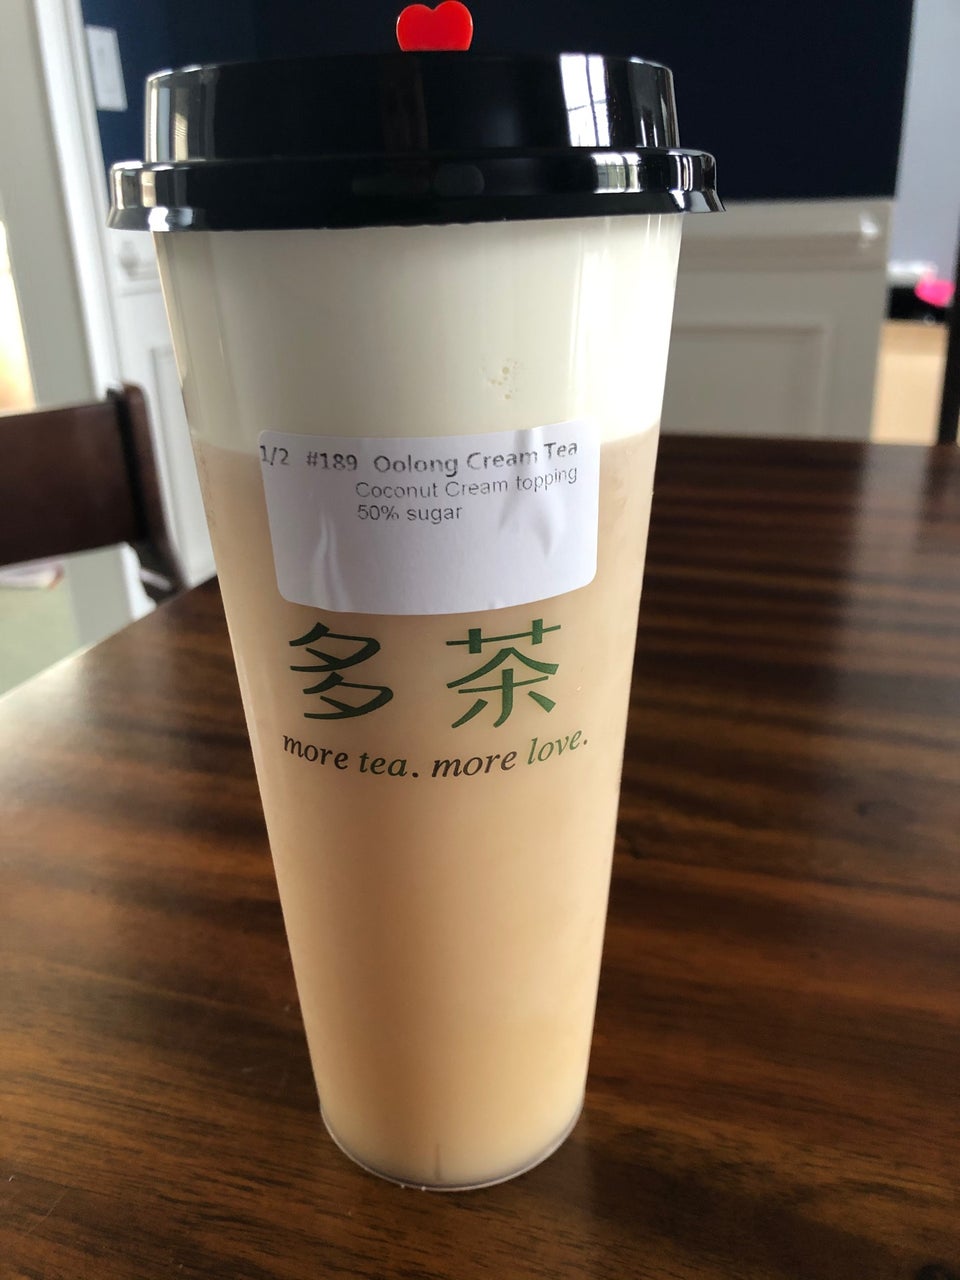 1/2 #189 Oolong Cream Tea
Coconut Cream topping
50% sugar
多茶
more tea. more love.